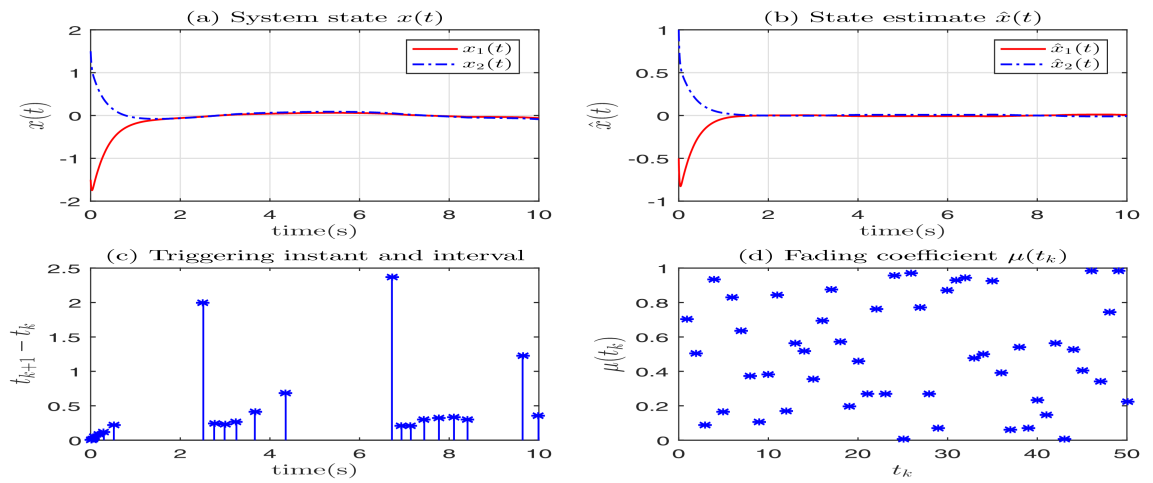 (a) System state x(t)
x(t)
2
1
0
-1
-2
x₁(t)
x₂(t)
0 2 4 6 8 10
time(s)
(b) State estimate x̂(t)
x̂(t)
1
0.5
0
-0.5
-1
x̂₁(t)
x̂₂(t)
0 2 4 6 8 10
time(s)
(c) Triggering instant and interval
tₖ₊₁ − tₖ
2.5
2
1.5
1
0.5
0
0 2 4 6 8 10
time(s)
(d) Fading coefficient μ(tₖ)
μ(tₖ)
1
0.8
0.6
0.4
0.2
0
0 10 20 30 40 50
tₖ